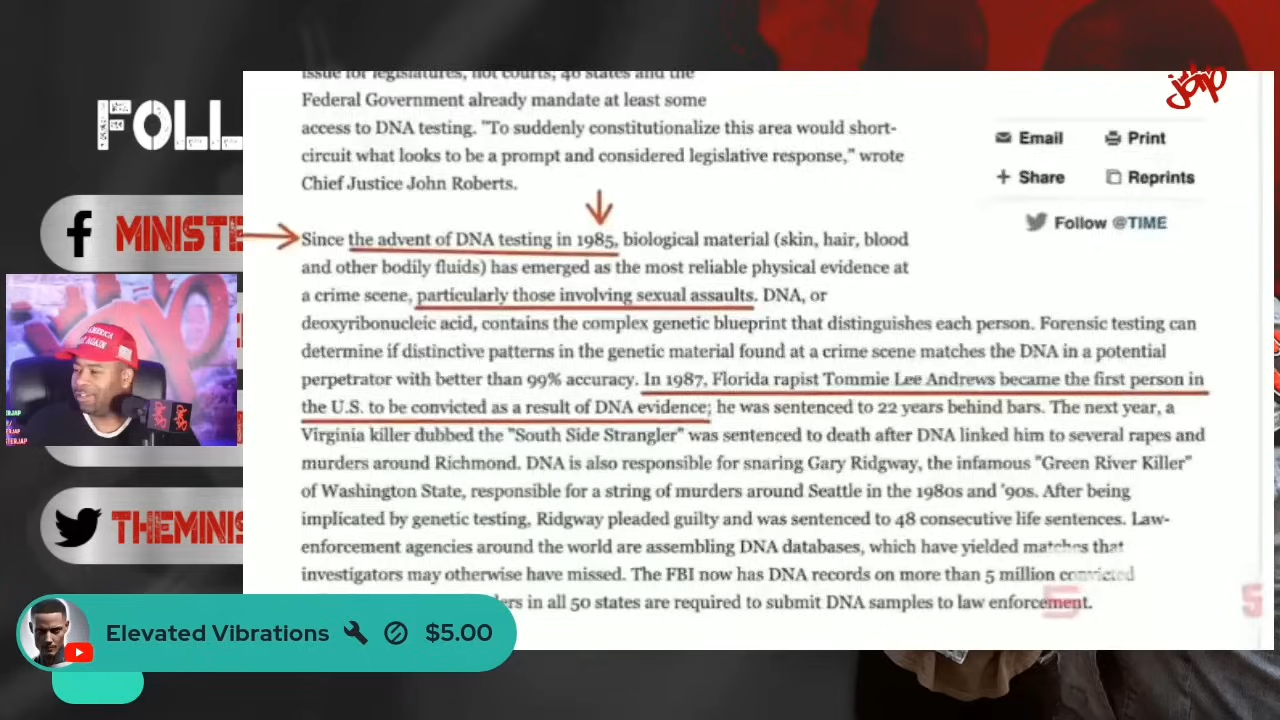 FOLL
MINISTE
THEMINIS
issue for legislatures, not courts; 46 states and the
Federal Government already mandate at least some
access to DNA testing. "To suddenly constitutionalize this area would short-
circuit what looks to be a prompt and considered legislative response," wrote
Chief Justice John Roberts.
Since the advent of DNA testing in 1985, biological material (skin, hair, blood
and other bodily fluids) has emerged as the most reliable physical evidence at
a crime scene, particularly those involving sexual assaults. DNA, or
deoxyribonucleic acid, contains the complex genetic blueprint that distinguishes each person. Forensic testing can
determine if distinctive patterns in the genetic material found at a crime scene matches the DNA in a potential
perpetrator with better than 99% accuracy. In 1987, Florida rapist Tommie Lee Andrews became the first person in
the U.S. to be convicted as a result of DNA evidence; he was sentenced to 22 years behind bars. The next year, a
Virginia killer dubbed the "South Side Strangler" was sentenced to death after DNA linked him to several rapes and
murders around Richmond. DNA is also responsible for snaring Gary Ridgway, the infamous "Green River Killer"
of Washington State, responsible for a string of murders around Seattle in the 1980s and '90s. After being
implicated by genetic testing, Ridgway pleaded guilty and was sentenced to 48 consecutive life sentences. Law-
enforcement agencies around the world are assembling DNA databases, which have yielded matches that
investigators may otherwise have missed. The FBI now has DNA records on more than 5 million convicted
ers in all 50 states are required to submit DNA samples to law enforcement.
Email
Print
Share
Reprints
Follow @TIME
jap
Elevated Vibrations $5.00